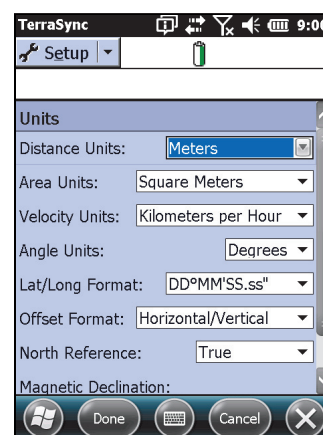 TerraSync 9:00
Setup
Units
Distance Units: Meters
Area Units: Square Meters
Velocity Units: Kilometers per Hour
Angle Units: Degrees
Lat/Long Format: DD°MM'SS.ss"
Offset Format: Horizontal/Vertical
North Reference: True
Magnetic Declination:
Done Cancel